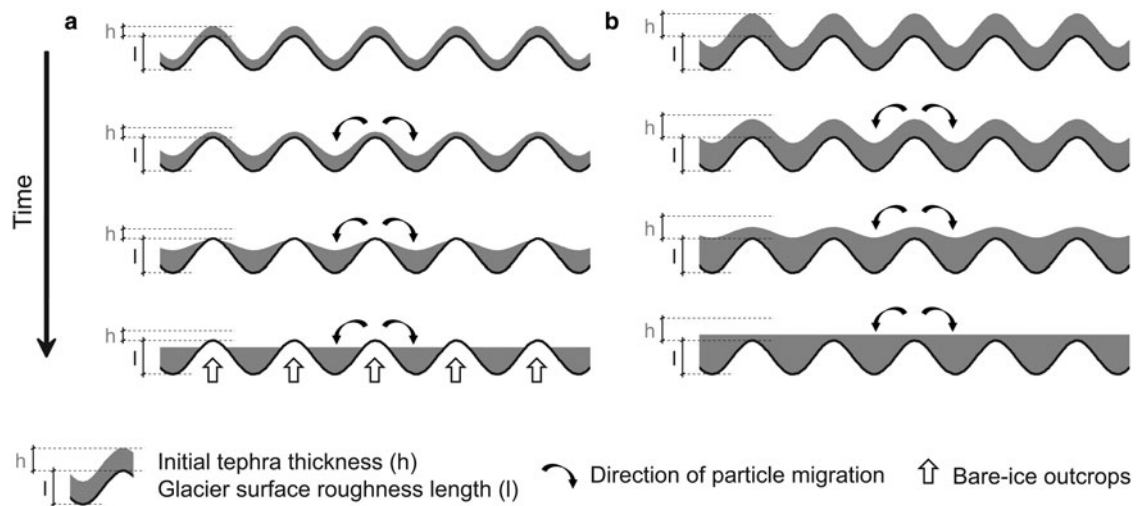 a
b
Time
h
l
h
l
h
l
h
l
h
l
h
l
h
l
h
l
h
l
Initial tephra thickness (h)
Glacier surface roughness length (l)
Direction of particle migration
Bare-ice outcrops